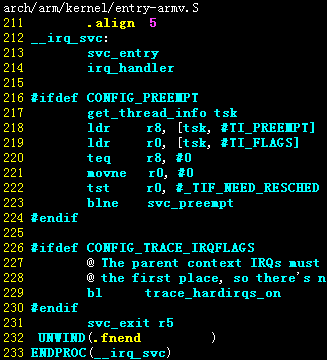 arch/arm/kernel/entry-armv.S
211 .align 5
212 __irq_svc:
213 svc_entry
214 irq_handler
215
216 #ifdef CONFIG_PREEMPT
217 get_thread_info tsk
218 ldr r8, [tsk, #TI_PREEMPT]
219 ldr r0, [tsk, #TI_FLAGS]
220 teq r8, #0
221 movne r0, #0
222 tst r0, #_TIF_NEED_RESCHED
223 blne svc_preempt
224 #endif
225
226 #ifdef CONFIG_TRACE_IRQFLAGS
227 @ The parent context IRQs must
228 @ the first place, so there's n
229 bl trace_hardirqs_on
230 #endif
231 svc_exit r5
232 UNWIND(.fnend )
233 ENDPROC(__irq_svc)